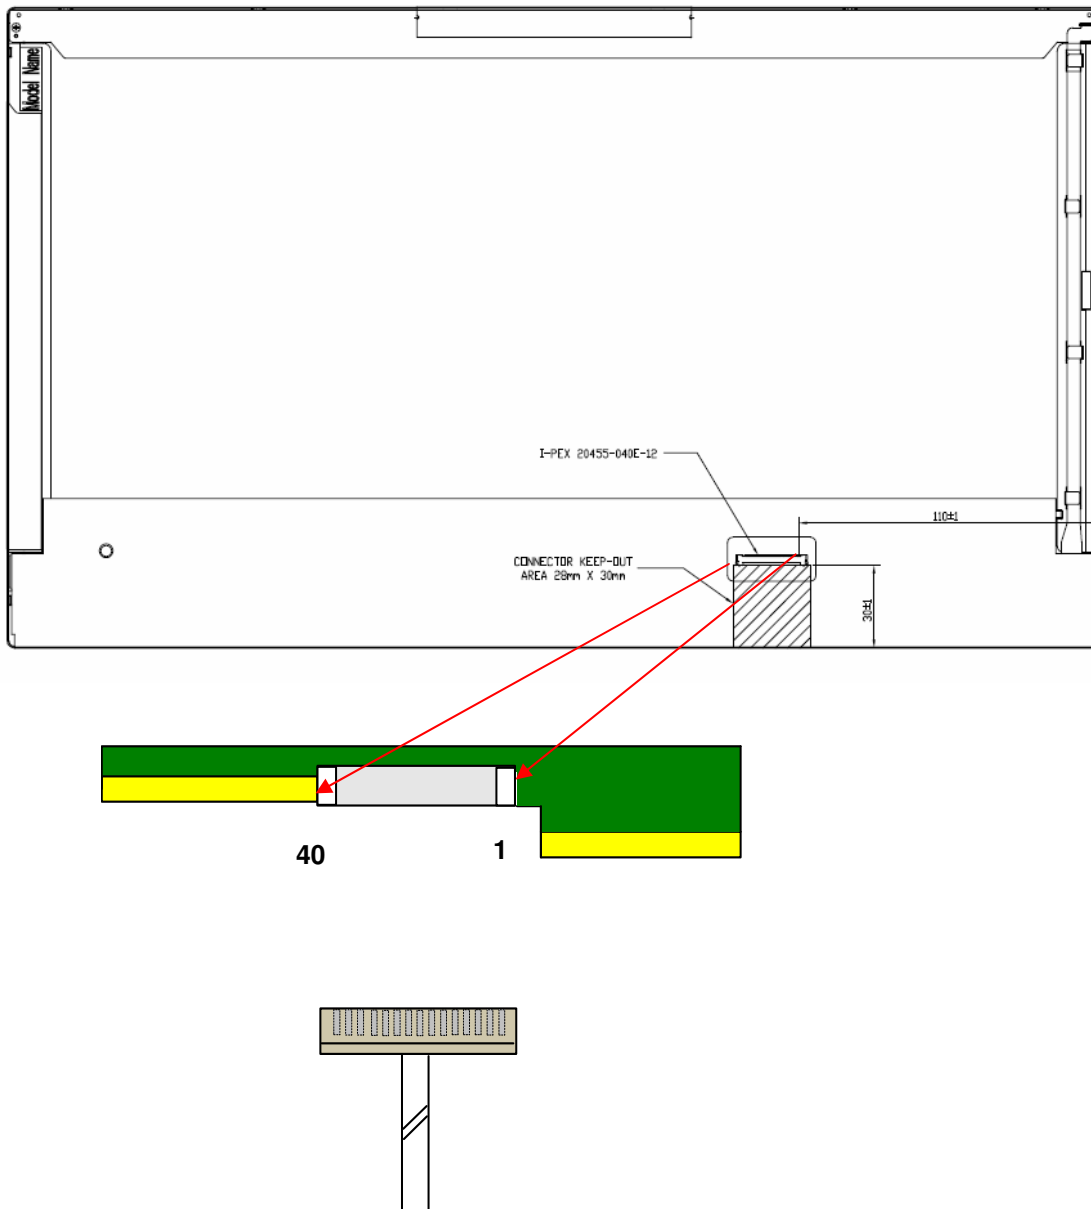 Model Name
I-PEX 20455-040E-12
110±1
CONNECTOR KEEP-OUT
AREA 28mm X 30mm
30±1
40
1